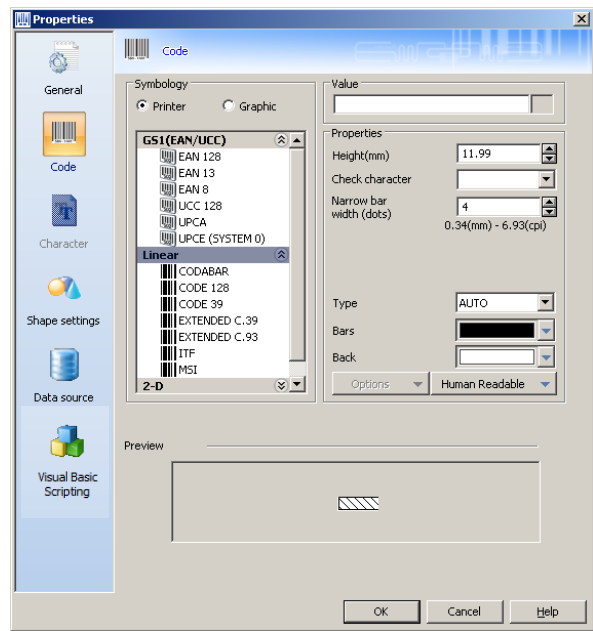 Properties
General
Code
Character
Shape settings
Data source
Visual Basic
Scripting
Code
Symbology
Printer
Graphic
GS1(EAN/UCC)
EAN 128
EAN 13
EAN 8
UCC 128
UPCA
UPCE (SYSTEM 0)
Linear
CODABAR
CODE 128
CODE 39
EXTENDED C.39
EXTENDED C.93
ITF
MSI
2-D
Value
Properties
Height(mm)
11.99
Check character
Narrow bar
width (dots)
4
0.34(mm) - 6.93(cpi)
Type
AUTO
Bars
Back
Options
Human Readable
Preview
OK
Cancel
Help